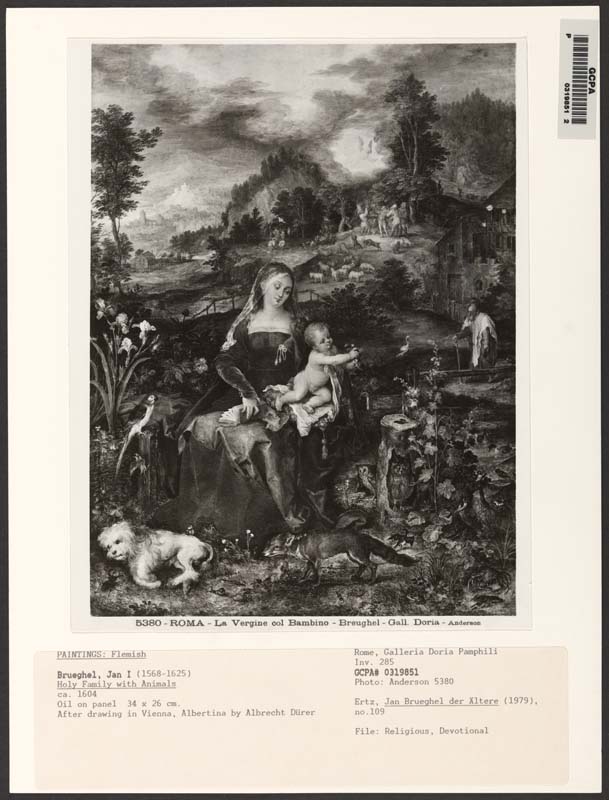 GCPA
0319851 2
P
5380 - ROMA - La Vergine col Bambino - Breughel - Gall. Doria - Anderson
PAINTINGS: Flemish
Brueghel, Jan I (1568-1625)
Holy Family with Animals
ca. 1604
Oil on panel 34 x 26 cm.
After drawing in Vienna, Albertina by Albrecht Dürer
Rome, Galleria Doria Pamphili
Inv. 285
GCPA# 0319851
Photo: Anderson 5380
Ertz, Jan Brueghel der Ältere (1979),
no.109
File: Religious, Devotional